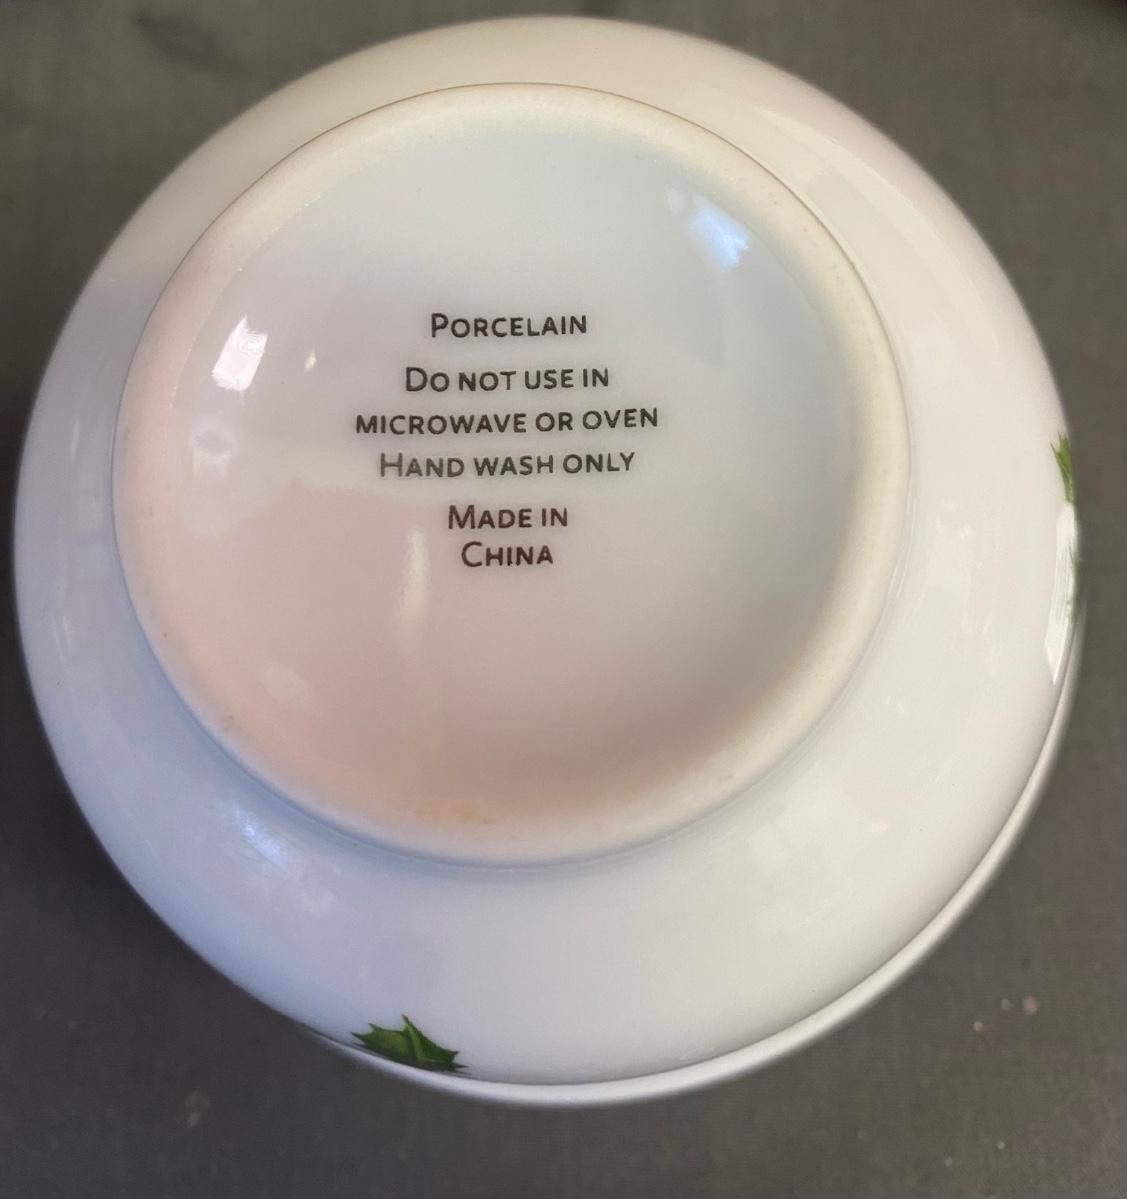 PORCELAIN
DO NOT USE IN
MICROWAVE OR OVEN
HAND WASH ONLY
MADE IN
CHINA